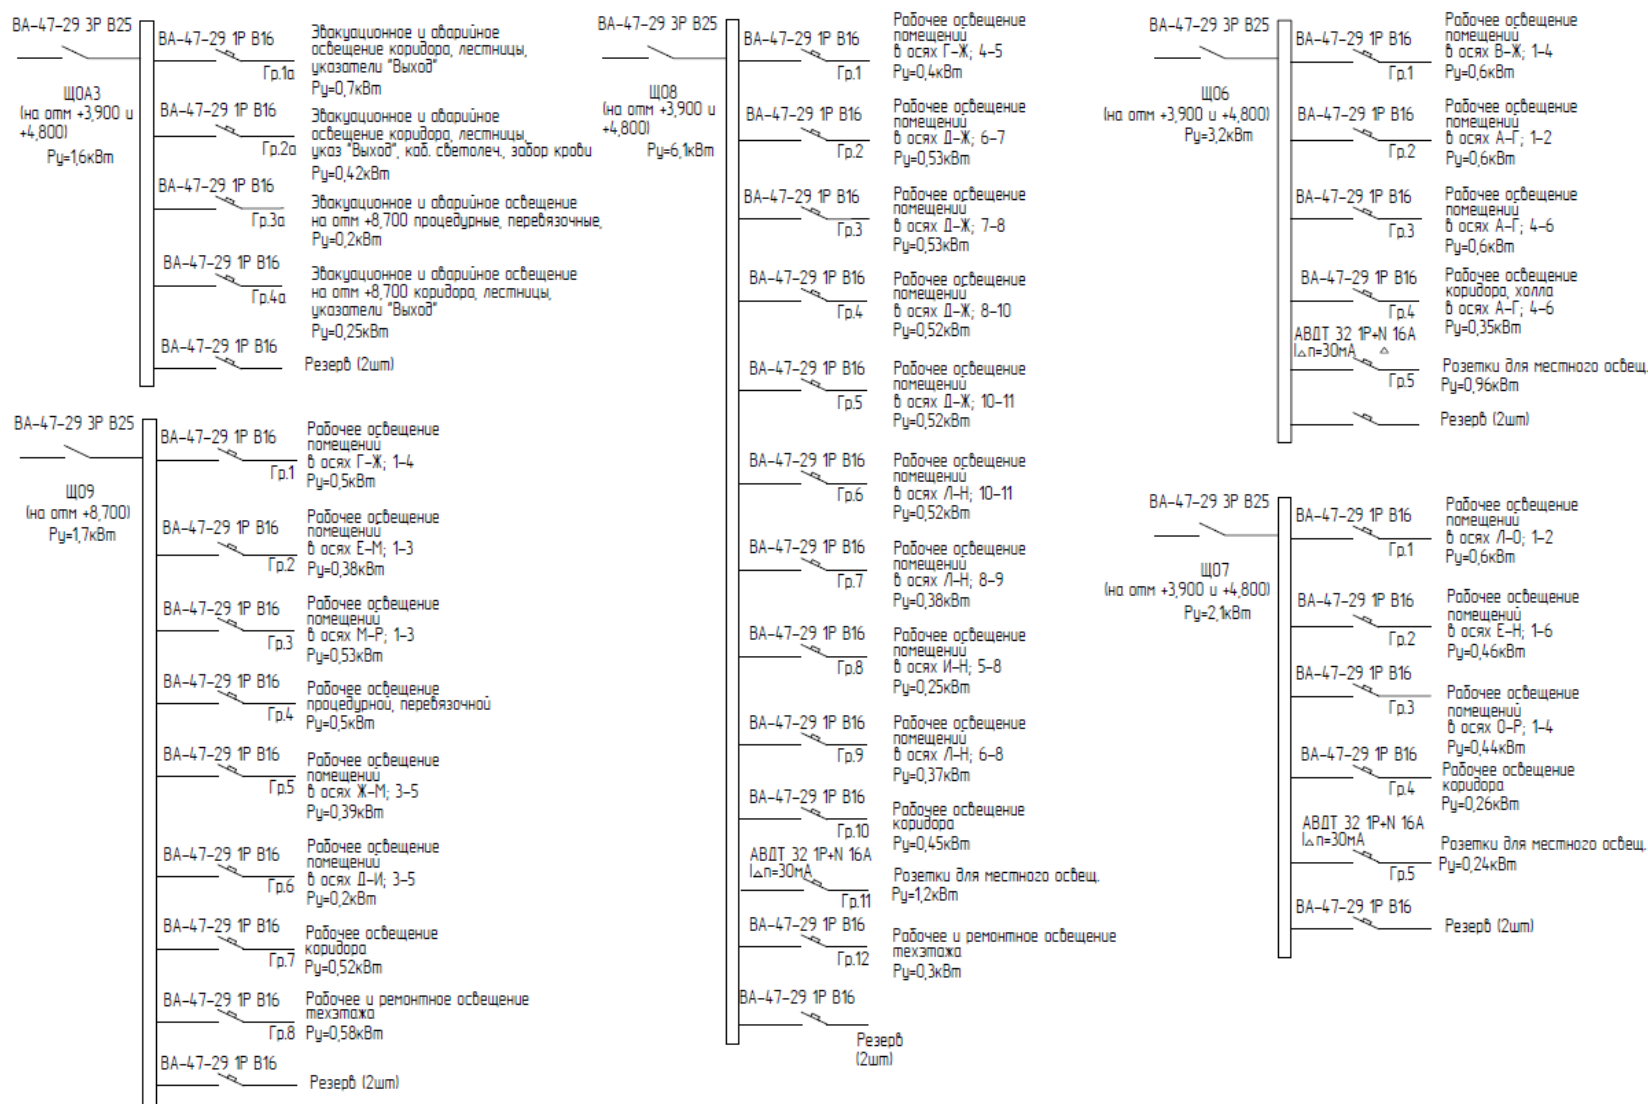 ВА-47-29 3Р В25
ЩОА3
(на отм +3,900 и
+4,800)
Ру=1,6кВт
ВА-47-29 1Р В16
Гр.1а
Эвакуационное и аварийное
освещение коридора, лестницы,
указатели "Выход"
Ру=0,7кВт
ВА-47-29 1Р В16
Гр.2а
Эвакуационное и аварийное
освещение коридора, лестницы,
указ "Выход", каб. светолеч., забор крови
Ру=0,42кВт
ВА-47-29 1Р В16
Гр.3а
Эвакуационное и аварийное освещение
на отм +8,700 процедурные, перевязочные,
Ру=0,2кВт
ВА-47-29 1Р В16
Гр.4а
Эвакуационное и аварийное освещение
на отм +8,700 коридора, лестницы,
указатели "Выход"
Ру=0,25кВт
ВА-47-29 1Р В16
Резерв (2шт)
ВА-47-29 3Р В25
ЩО9
(на отм +8,700)
Ру=1,7кВт
ВА-47-29 1Р В16
Гр.1
Рабочее освещение
помещений
в осях Г-Ж; 1-4
Ру=0,5кВт
ВА-47-29 1Р В16
Гр.2
Рабочее освещение
помещений
в осях Е-М; 1-3
Ру=0,38кВт
ВА-47-29 1Р В16
Гр.3
Рабочее освещение
помещений
в осях М-Р; 1-3
Ру=0,53кВт
ВА-47-29 1Р В16
Гр.4
Рабочее освещение
процедурной, перевязочной
Ру=0,5кВт
ВА-47-29 1Р В16
Гр.5
Рабочее освещение
помещений
в осях Ж-М; 3-5
Ру=0,39кВт
ВА-47-29 1Р В16
Гр.6
Рабочее освещение
помещений
в осях Д-И; 3-5
Ру=0,2кВт
ВА-47-29 1Р В16
Гр.7
Рабочее освещение
коридора
Ру=0,52кВт
ВА-47-29 1Р В16
Гр.8
Рабочее и ремонтное освещение
техэтажа
Ру=0,58кВт
ВА-47-29 1Р В16
Резерв (2шт)
ВА-47-29 3Р В25
ЩО8
(на отм +3,900 и
+4,800)
Ру=6,1кВт
ВА-47-29 1Р В16
Гр.1
Рабочее освещение
помещений
в осях Г-Ж; 4-5
Ру=0,4кВт
ВА-47-29 1Р В16
Гр.2
Рабочее освещение
помещений
в осях Д-Ж; 6-7
Ру=0,53кВт
ВА-47-29 1Р В16
Гр.3
Рабочее освещение
помещений
в осях Д-Ж; 7-8
Ру=0,53кВт
ВА-47-29 1Р В16
Гр.4
Рабочее освещение
помещений
в осях Д-Ж; 8-10
Ру=0,52кВт
ВА-47-29 1Р В16
Гр.5
Рабочее освещение
помещений
в осях Д-Ж; 10-11
Ру=0,52кВт
ВА-47-29 1Р В16
Гр.6
Рабочее освещение
помещений
в осях Л-Н; 10-11
Ру=0,52кВт
ВА-47-29 1Р В16
Гр.7
Рабочее освещение
помещений
в осях Л-Н; 8-9
Ру=0,38кВт
ВА-47-29 1Р В16
Гр.8
Рабочее освещение
помещений
в осях И-Н; 5-8
Ру=0,25кВт
ВА-47-29 1Р В16
Гр.9
Рабочее освещение
помещений
в осях Л-Н; 6-8
Ру=0,37кВт
ВА-47-29 1Р В16
Гр.10
Рабочее освещение
коридора
Ру=0,45кВт
АВДТ 32 1Р+N 16А
I△n=30мА
Гр.11
Розетки для местного освещ.
Ру=1,2кВт
ВА-47-29 1Р В16
Гр.12
Рабочее и ремонтное освещение
техэтажа
Ру=0,3кВт
ВА-47-29 1Р В16
Резерв
(2шт)
ВА-47-29 3Р В25
ЩО6
(на отм +3,900 и +4,800)
Ру=3,2кВт
ВА-47-29 1Р В16
Гр.1
Рабочее освещение
помещений
в осях В-Ж; 1-4
Ру=0,6кВт
ВА-47-29 1Р В16
Гр.2
Рабочее освещение
помещений
в осях А-Г; 1-2
Ру=0,6кВт
ВА-47-29 1Р В16
Гр.3
Рабочее освещение
помещений
в осях А-Г; 4-6
Ру=0,6кВт
ВА-47-29 1Р В16
Гр.4
Рабочее освещение
коридора, холла
в осях А-Г; 4-6
Ру=0,35кВт
АВДТ 32 1Р+N 16А
I△n=30мА △
Гр.5
Розетки для местного освещ.
Ру=0,96кВт
Резерв (2шт)
ВА-47-29 3Р В25
ЩО7
(на отм +3,900 и +4,800)
Ру=2,1кВт
ВА-47-29 1Р В16
Гр.1
Рабочее освещение
помещений
в осях Л-О; 1-2
Ру=0,6кВт
ВА-47-29 1Р В16
Гр.2
Рабочее освещение
помещений
в осях Е-Н; 1-6
Ру=0,46кВт
ВА-47-29 1Р В16
Гр.3
Рабочее освещение
помещений
в осях О-Р; 1-4
Ру=0,44кВт
ВА-47-29 1Р В16
Гр.4
Рабочее освещение
коридора
Ру=0,26кВт
АВДТ 32 1Р+N 16А
I△n=30мА
Гр.5
Розетки для местного освещ.
Ру=0,24кВт
ВА-47-29 1Р В16
Резерв (2шт)